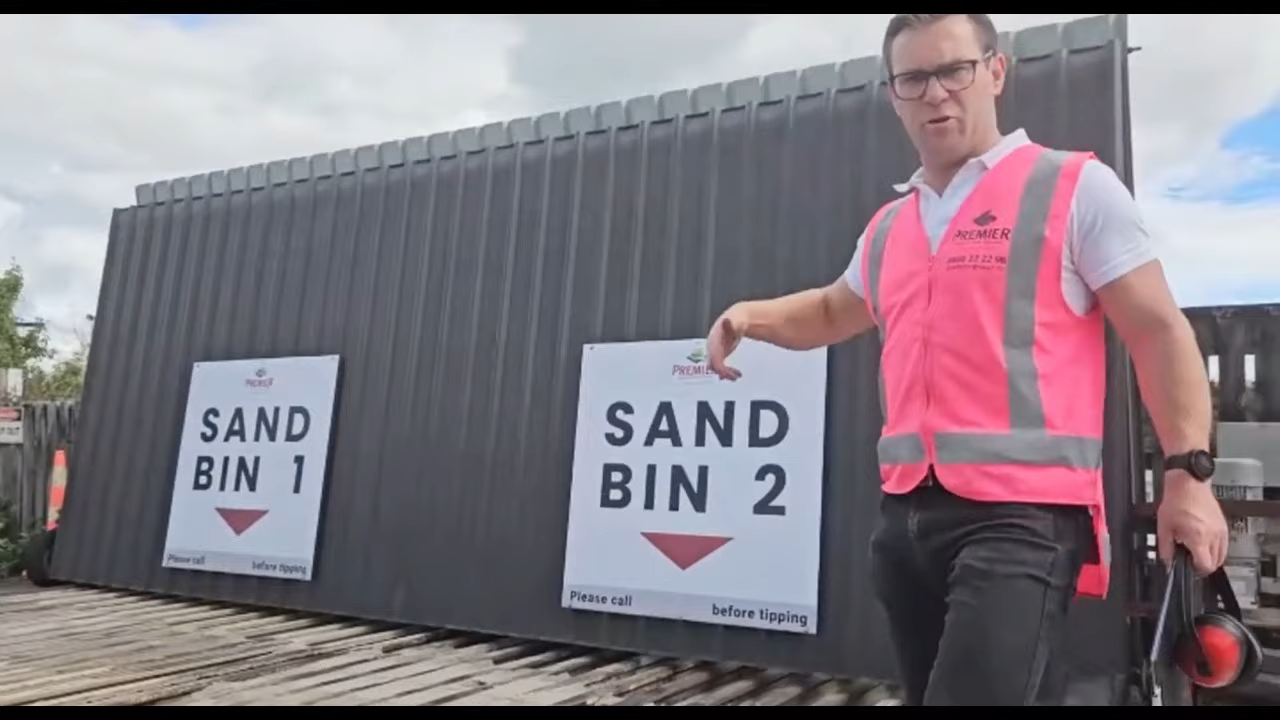 PREMIER
SAND
BIN 1
Please call before tipping
PREMIER
SAND
BIN 2
Please call before tipping
PREMIER